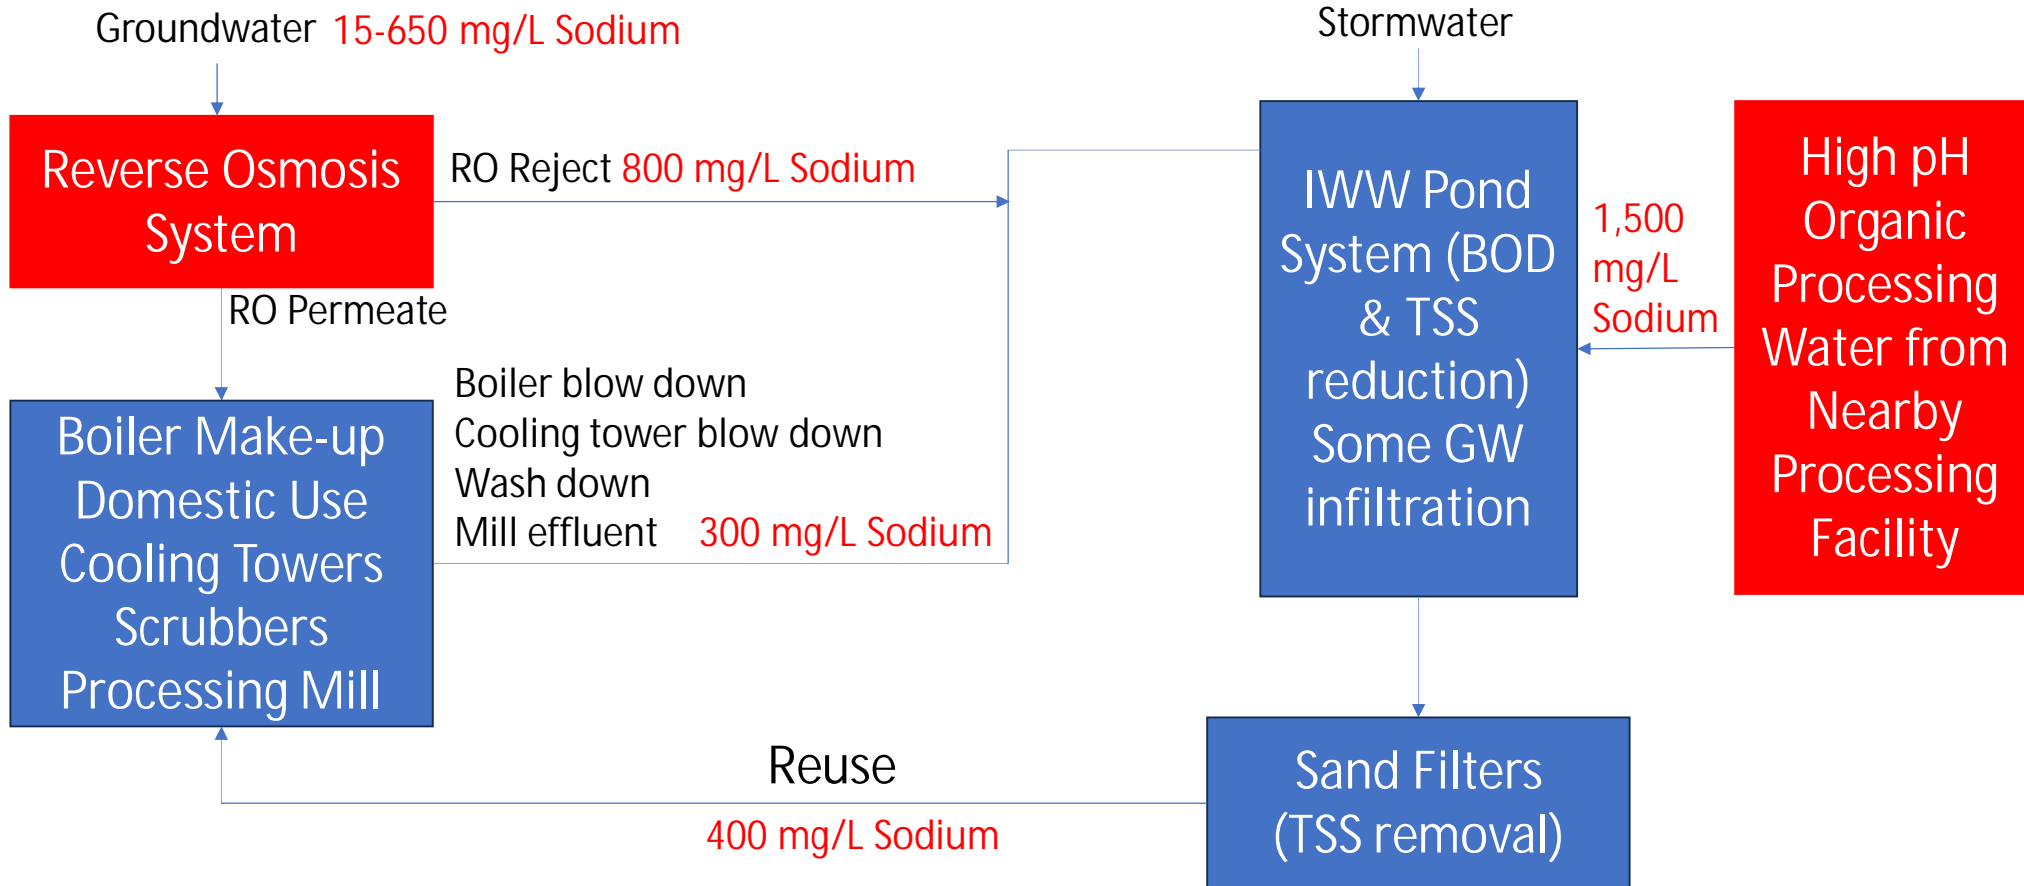 Groundwater 15-650 mg/L Sodium
Stormwater
Reverse Osmosis
System
RO Reject 800 mg/L Sodium
RO Permeate
Boiler Make-up
Domestic Use
Cooling Towers
Scrubbers
Processing Mill
Boiler blow down
Cooling tower blow down
Wash down
Mill effluent 300 mg/L Sodium
IWW Pond
System (BOD
& TSS
reduction)
Some GW
infiltration
1,500
mg/L
Sodium
High pH
Organic
Processing
Water from
Nearby
Processing
Facility
Reuse
400 mg/L Sodium
Sand Filters
(TSS removal)